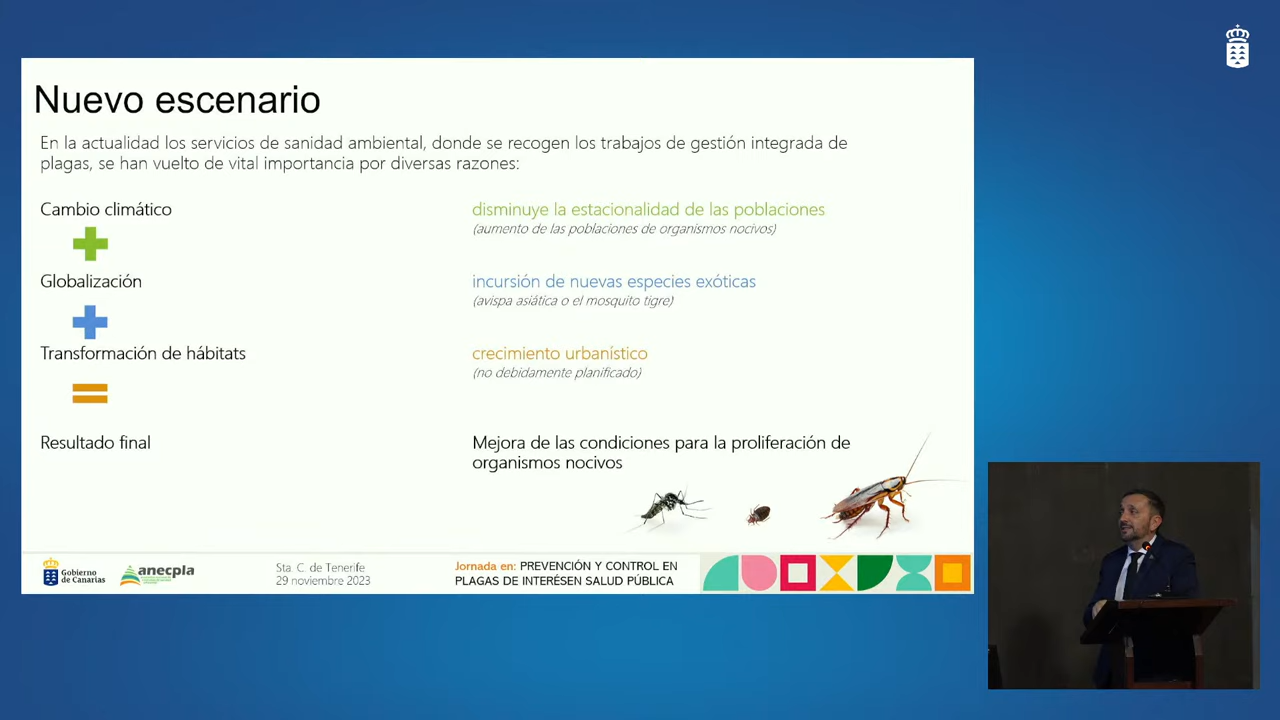 Nuevo escenario
En la actualidad los servicios de sanidad ambiental, donde se recogen los trabajos de gestión integrada de
plagas, se han vuelto de vital importancia por diversas razones:
Cambio climático
disminuye la estacionalidad de las poblaciones
(aumento de las poblaciones de organismos nocivos)
Globalización
incursión de nuevas especies exóticas
(avispa asiática o el mosquito tigre)
Transformación de hábitats
crecimiento urbanístico
(no debidamente planificado)
Resultado final
Mejora de las condiciones para la proliferación de
organismos nocivos
Gobierno
de Canarias
anecpla
Sta C. de Tenerife
29 noviembre 2023
Jornada en: PREVENCIÓN Y CONTROL EN
PLAGAS DE INTERÉSEN SALUD PÚBLICA